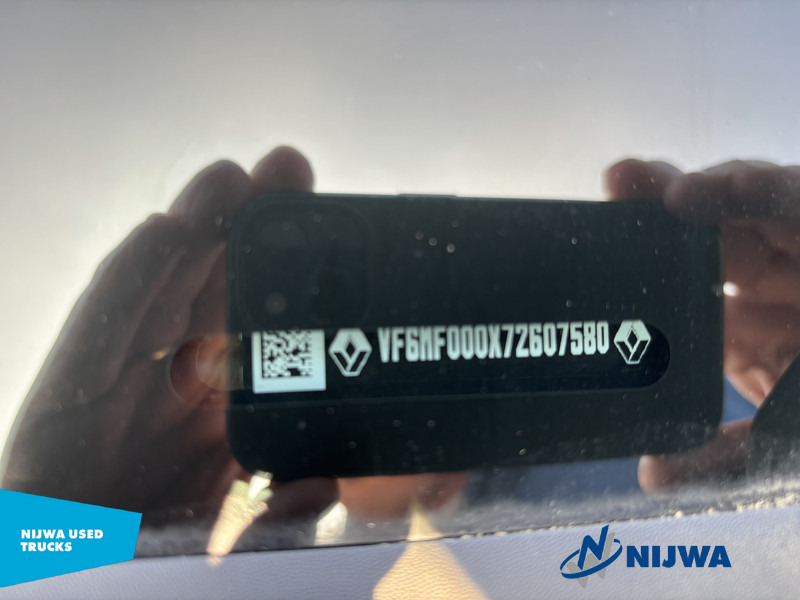 VF6MF000X72607580
NIJWA USED
TRUCKS
NIJWA